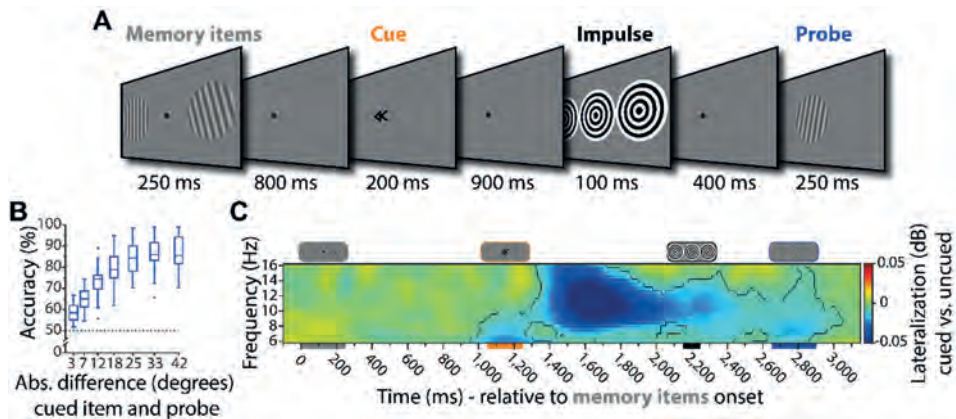 A
Memory items Cue Impulse Probe
250 ms 800 ms 200 ms 900 ms 100 ms 400 ms 250 ms
B
Accuracy (%)
100
90
80
70
60
50
0
3 7 12 18 25 33 42
Abs. difference (degrees)
cued item and probe
C
Frequency (Hz)
16
14
12
10
8
6
0 200 400 600 800 1,000 1,200 1,400 1,600 1,800 2,000 2,200 2,400 2,600 2,800 3,000
Time (ms) - relative to memory items onset
0.05
0
-0.05
Lateralization (dB)
cued vs. uncued